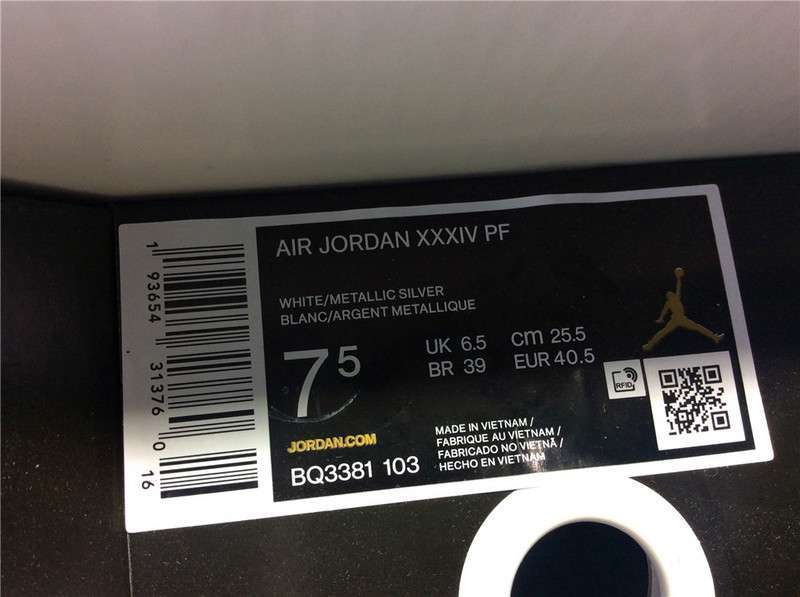 AIR JORDAN XXXIV PF
WHITE/METALLIC SILVER
BLANC/ARGENT METALLIQUE
7 5
UK 6.5 cm 25.5
BR 39 EUR 40.5
RFID
JORDAN.COM
BQ3381 103
MADE IN VIETNAM /
FABRIQUE AU VIETNAM /
FABRICADO NO VIETNÃ /
HECHO EN VIETNAM
1 93654 31376 0 16